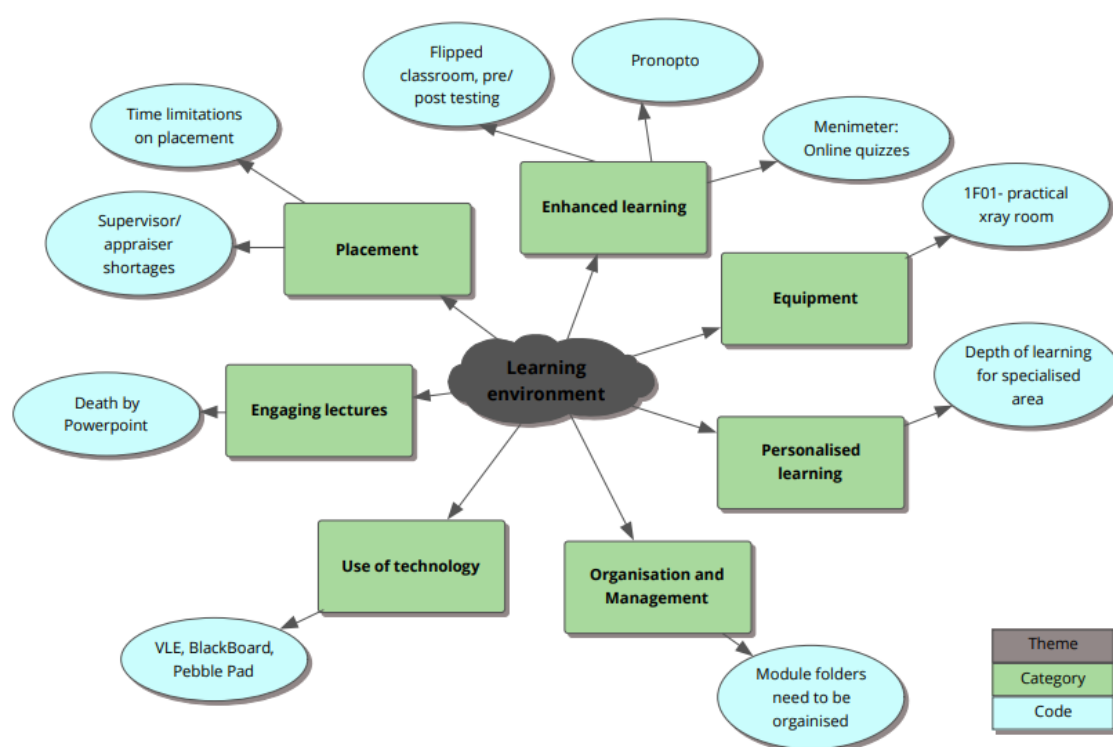 Flipped
classroom, pre/
post testing
Pronopto
Time limitations
on placement
Menimeter:
Online quizzes
Enhanced learning
1F01- practical
xray room
Supervisor/
appraiser
shortages
Placement
Equipment
Learning
environment
Depth of learning
for specialised
area
Death by
Powerpoint
Engaging lectures
Personalised
learning
Use of technology
Organisation and
Management
VLE, BlackBoard,
Pebble Pad
Module folders
need to be
orgainised
Theme
Category
Code